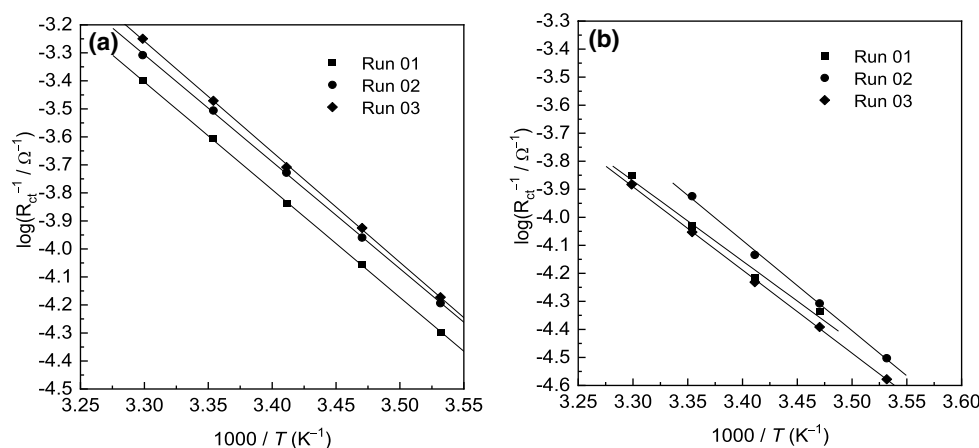 (a)
Run 01
Run 02
Run 03
log(R_ct^−1 / Ω^−1)
-3.2
-3.3
-3.4
-3.5
-3.6
-3.7
-3.8
-3.9
-4.0
-4.1
-4.2
-4.3
-4.4
-4.5
3.25 3.30 3.35 3.40 3.45 3.50 3.55
1000 / T (K^−1)
(b)
Run 01
Run 02
Run 03
log(R_ct^−1 / Ω^−1)
-3.3
-3.4
-3.5
-3.6
-3.7
-3.8
-3.9
-4.0
-4.1
-4.2
-4.3
-4.4
-4.5
-4.6
3.25 3.30 3.35 3.40 3.45 3.50 3.55 3.60
1000 / T (K^−1)